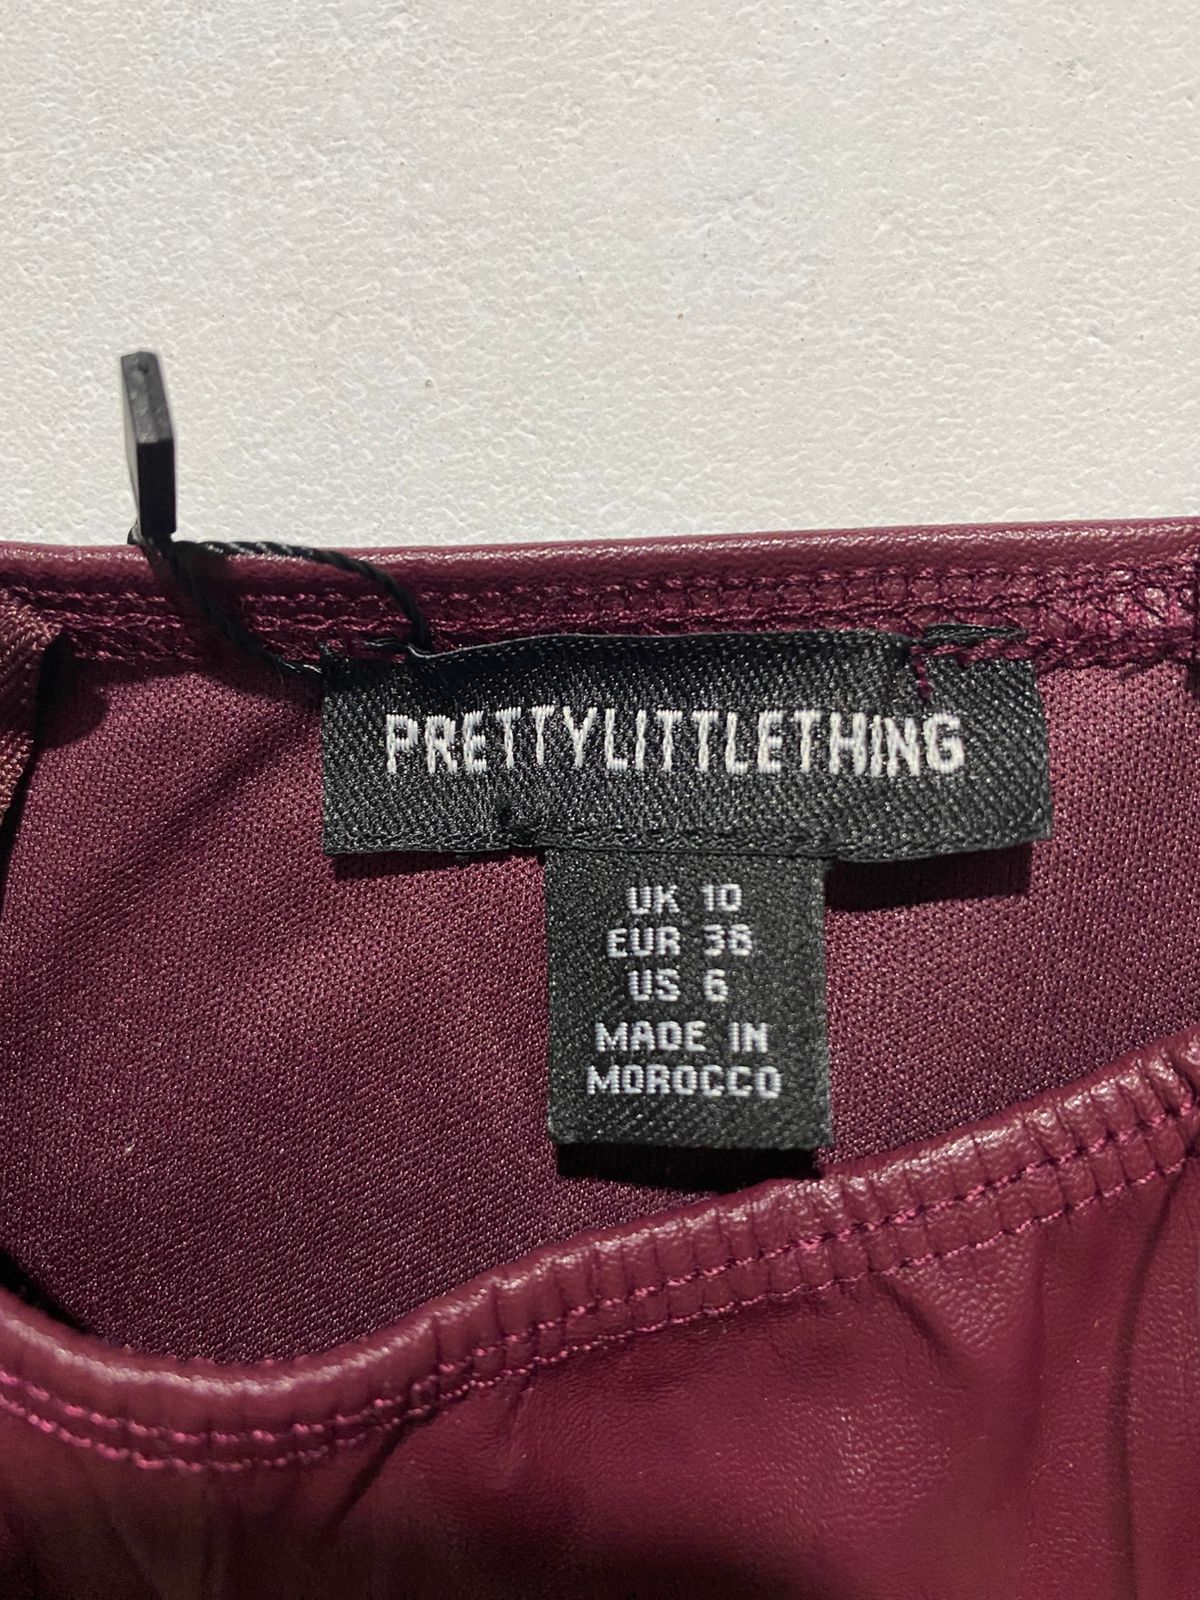 PRETTYLITTLETHING
UK 10
EUR 38
US 6
MADE IN
MOROCCO